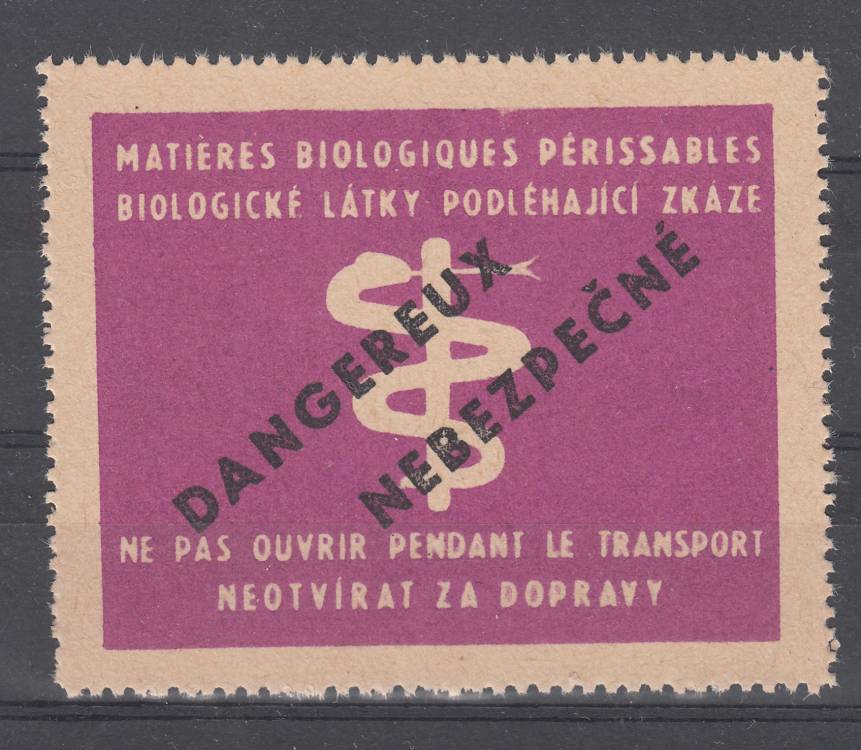 MATIÈRES BIOLOGIQUES PÉRISSABLES
BIOLOGICKÉ LÁTKY PODLÉHAJÍCÍ ZKÁZE
DANGEREUX
NEBEZPEČNÉ
NE PAS OUVRIR PENDANT LE TRANSPORT
NEOTVÍRAT ZA DOPRAVY